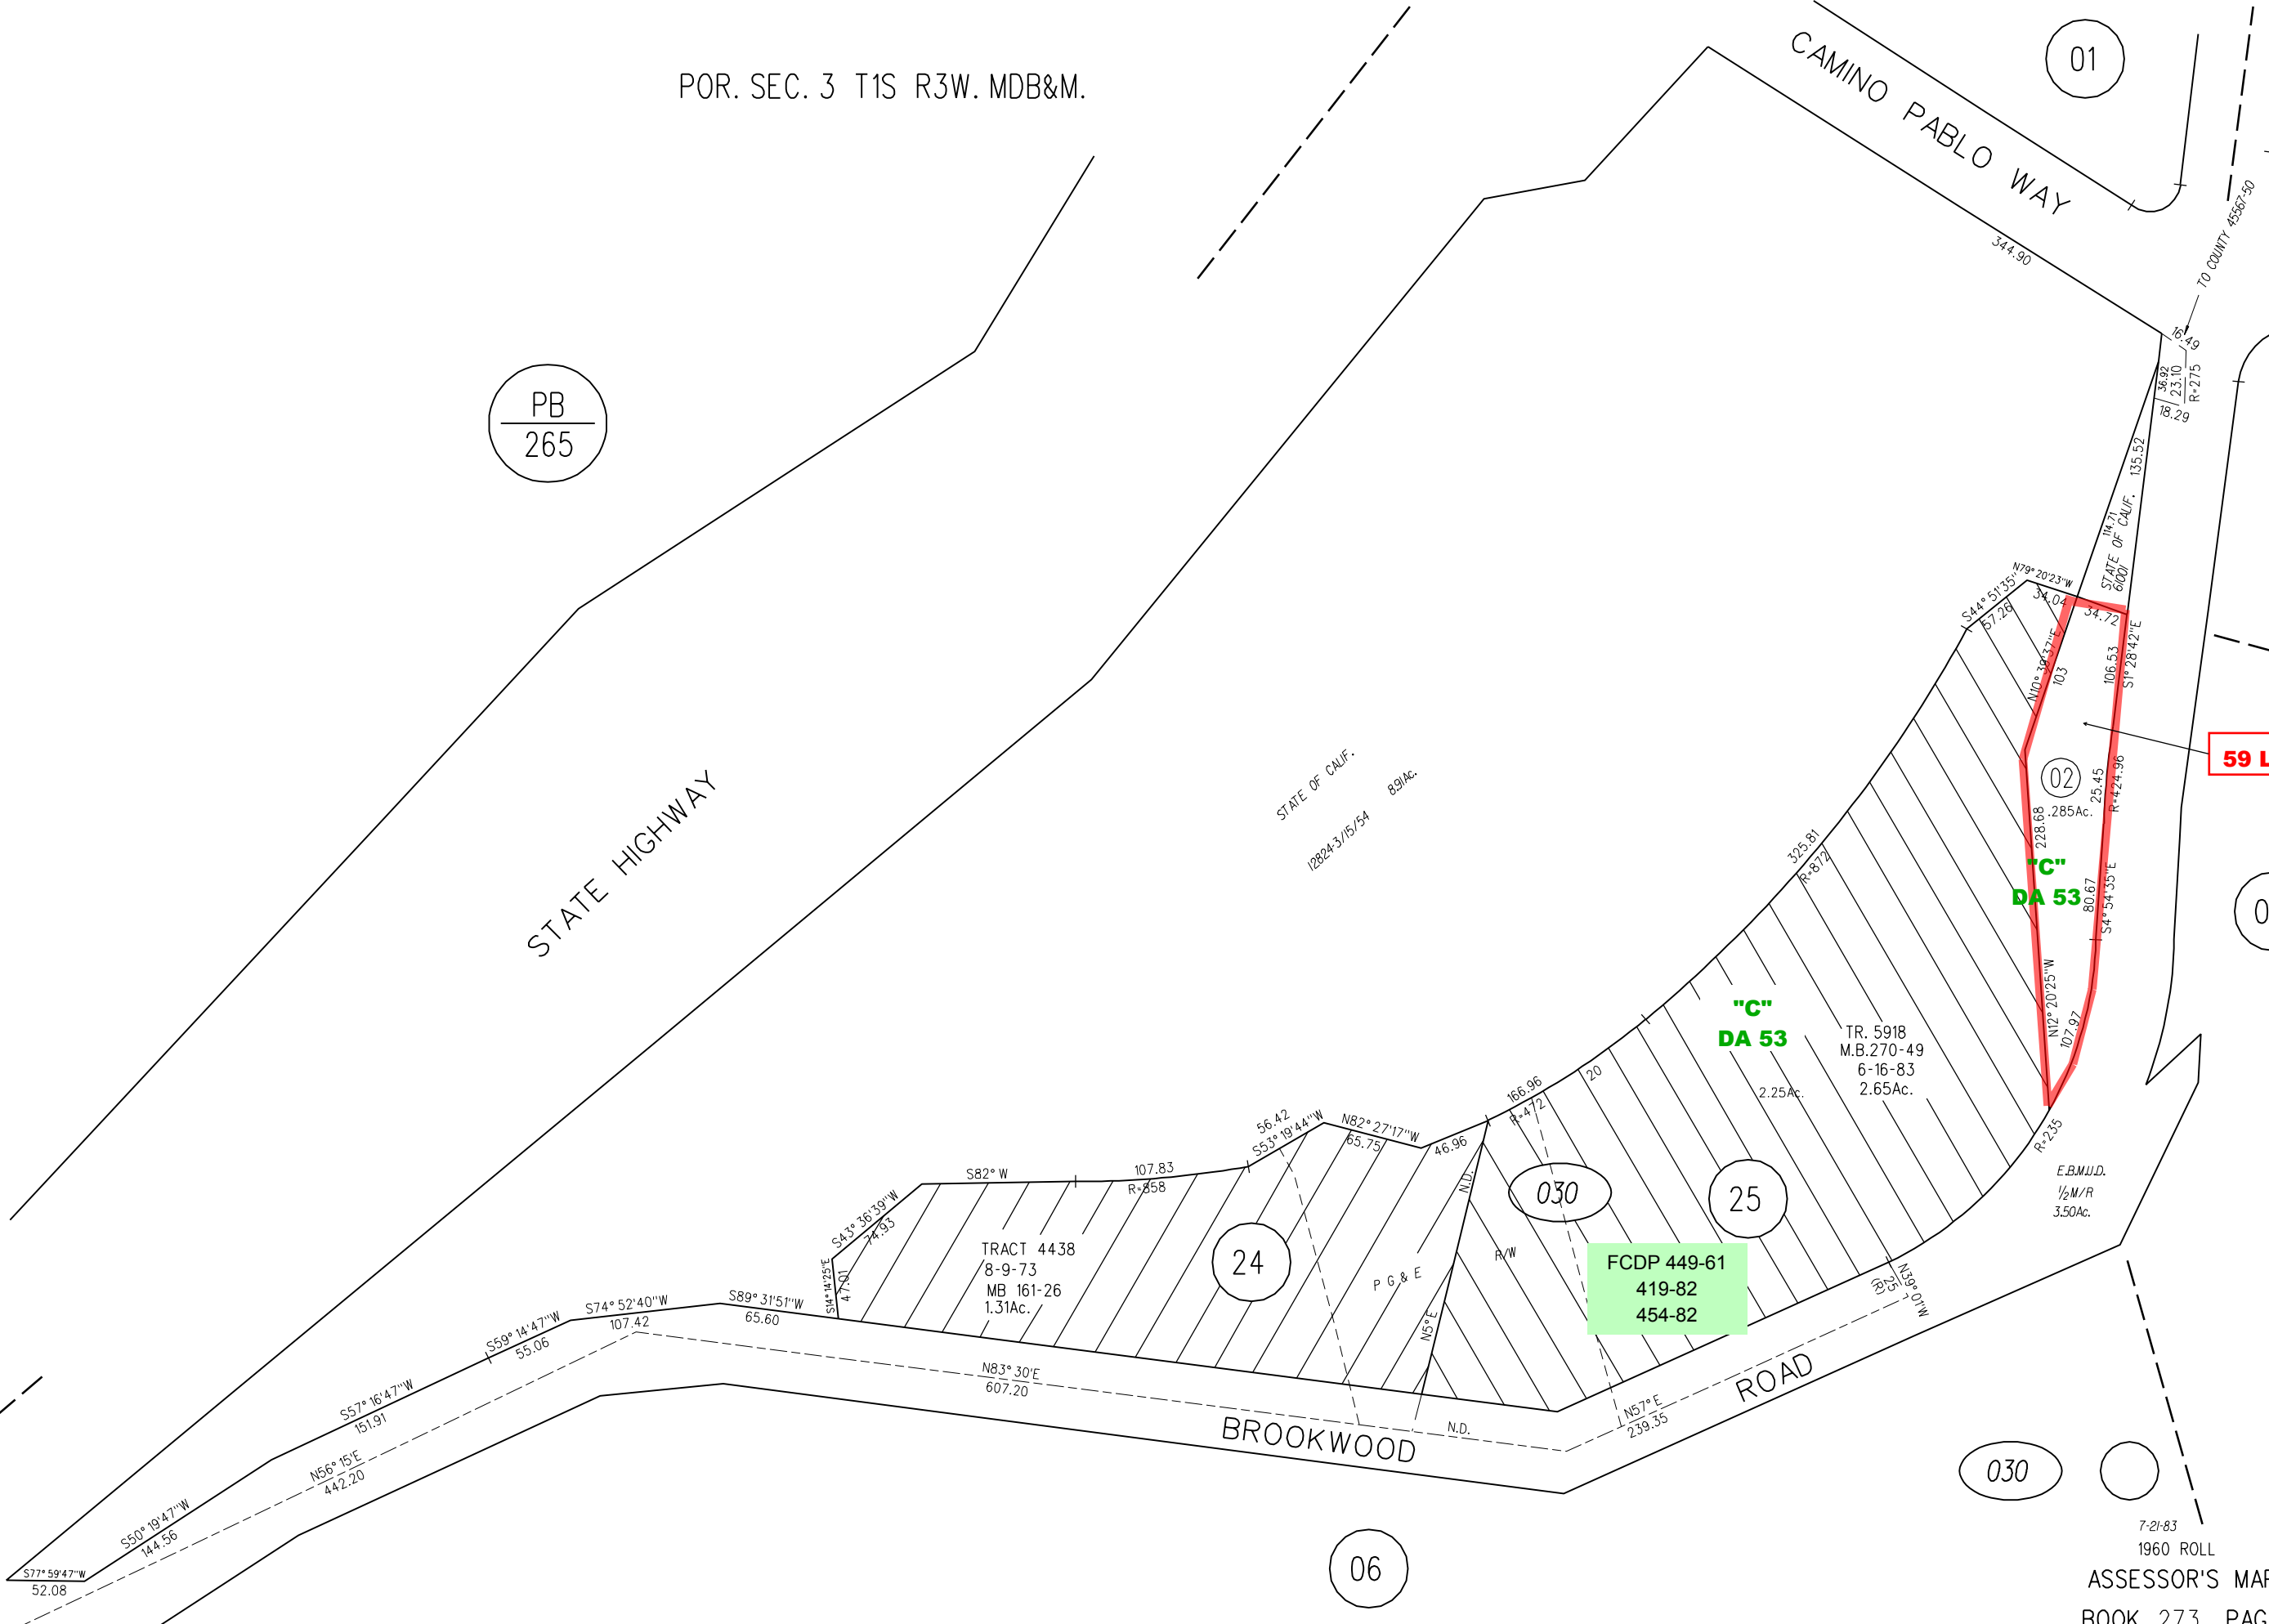 POR. SEC. 3 T1S R3W. MDB&M.
CAMINO PABLO WAY
01
TO COUNTY 45567-50
344.90
16.49
36.92
23.10
R=275
18.29
PB
265
135.52
114.71
STATE OF CALIF.
61001
N79°20'23"W
34.04
34.72
S44°51'35"
57.26
N10°39'37"E
103
106.53
S1°28'42"E
59 L
02
.285Ac.
25.45
R=424.96
228.68
"C"
DA 53
80.67
S4°54'35"E
N12°20'25"W
107.97
R=235
STATE HIGHWAY
STATE OF CALIF.
8.91Ac.
12824-3/15/54
325.81
R=872
"C"
DA 53
TR. 5918
M.B.270-49
6-16-83
2.65Ac.
2.25Ac.
20
166.96
R=472
56.42
S53°19'44"W
N82°27'17"W
65.75
46.96
S82°W
107.83
R=858
S43°36'39"W
74.93
S14°14'25"E
47.01
TRACT 4438
8-9-73
MB 161-26
1.31Ac.
24
P G & E
N.D.
R/W
N5°E
030
25
FCDP 449-61
419-82
454-82
E.B.M.U.D.
1/2 M/R
3.50Ac.
N39°01'W
25
(R)
S89°31'51"W
65.60
S74°52'40"W
107.42
S59°14'47"W
55.06
S57°16'47"W
151.91
N56°15'E
442.20
S50°19'47"W
144.56
S77°59'47"W
52.08
N83°30'E
607.20
N.D.
N57°E
239.35
BROOKWOOD ROAD
06
030
7-21-83
1960 ROLL
ASSESSOR'S MAP
BOOK 273 PAG